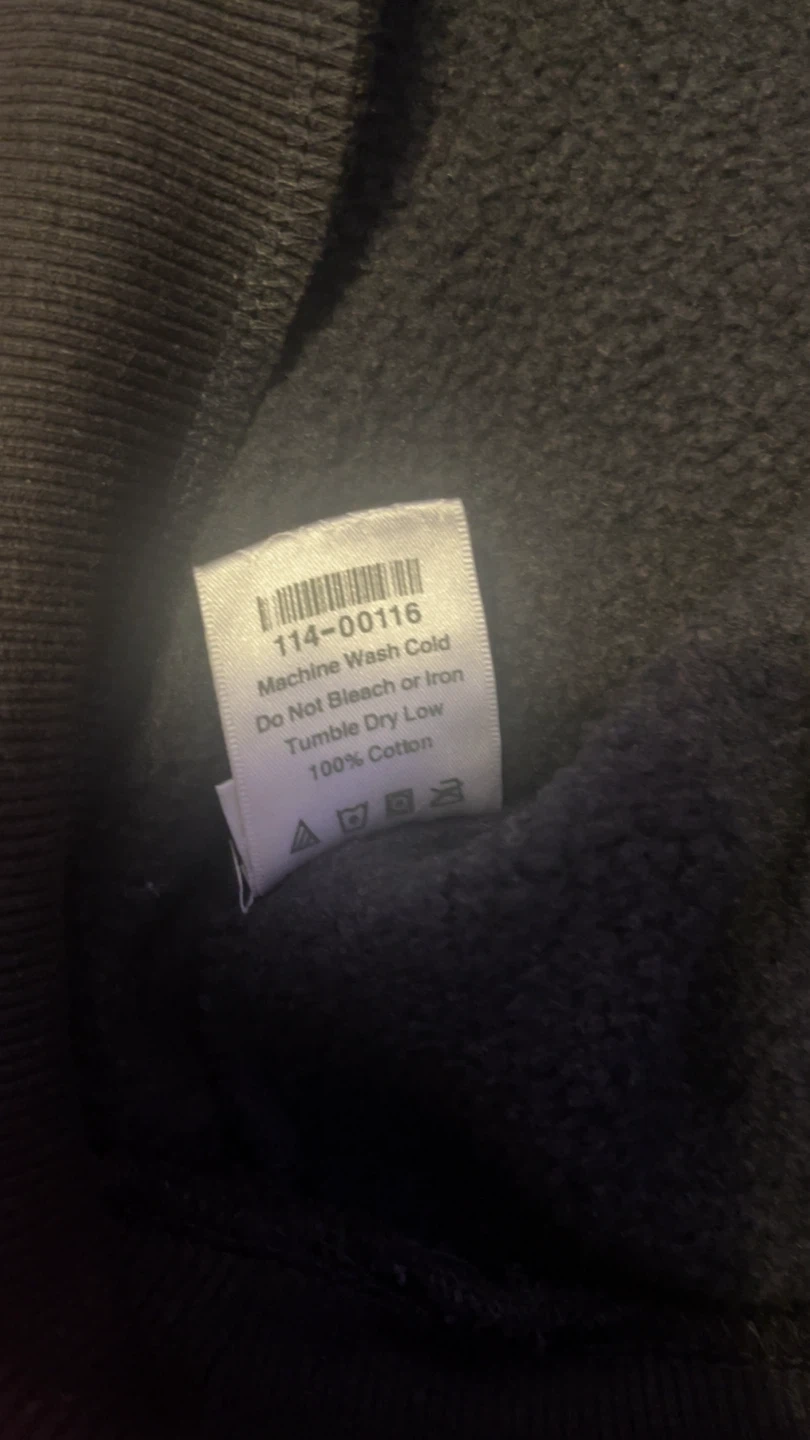 114-00116
Machine Wash Cold
Do Not Bleach or Iron
Tumble Dry Low
100% Cotton